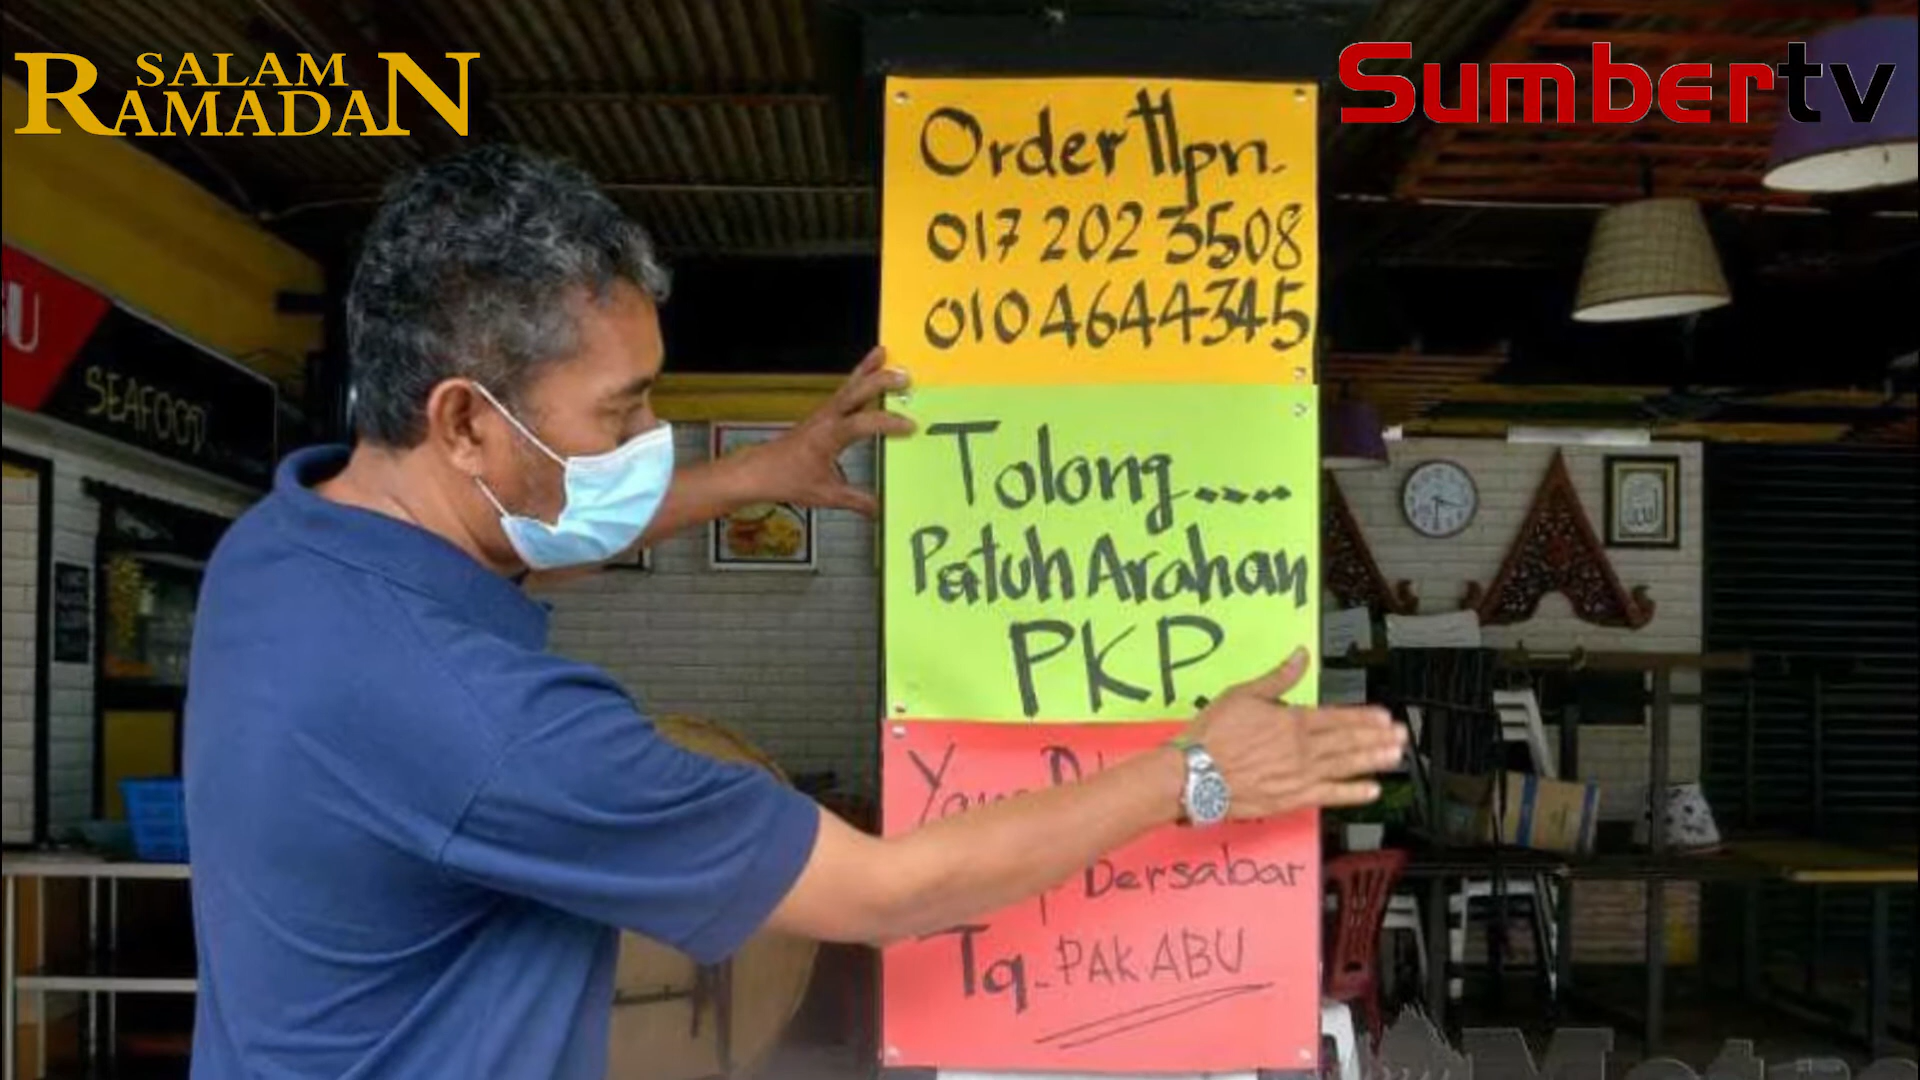 SALAM
RAMADAN
Sumbertv
Order tlpn.
017 202 3508
010 4644345
Tolong....
Patuh Arahan
PKP.
Bersabar
Tq. PAK ABU
BU
SEAFOOD